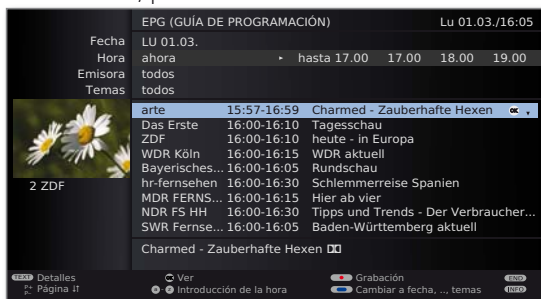 EPG (GUÍA DE PROGRAMACIÓN) Lu 01.03./16:05
Fecha LU 01.03.
Hora ahora hasta 17.00 17.00 18.00 19.00
Emisora todos
Temas todos
arte 15:57-16:59 Charmed - Zauberhafte Hexen OK
Das Erste 16:00-16:10 Tagesschau
ZDF 16:00-16:10 heute - in Europa
WDR Köln 16:00-16:15 WDR aktuell
Bayerisches... 16:00-16:05 Rundschau
hr-fernsehen 16:00-16:30 Schlemmerreise Spanien
MDR FERNS... 16:00-16:15 Hier ab vier
NDR FS HH 16:00-16:30 Tipps und Trends - Der Verbraucher...
SWR Fernse... 16:00-16:05 Baden-Württemberg aktuell
2 ZDF
Charmed - Zauberhafte Hexen
TEXT Detalles OK Ver Grabación END
P+ P- Página Introducción de la hora Cambiar a fecha, .., temas INFO